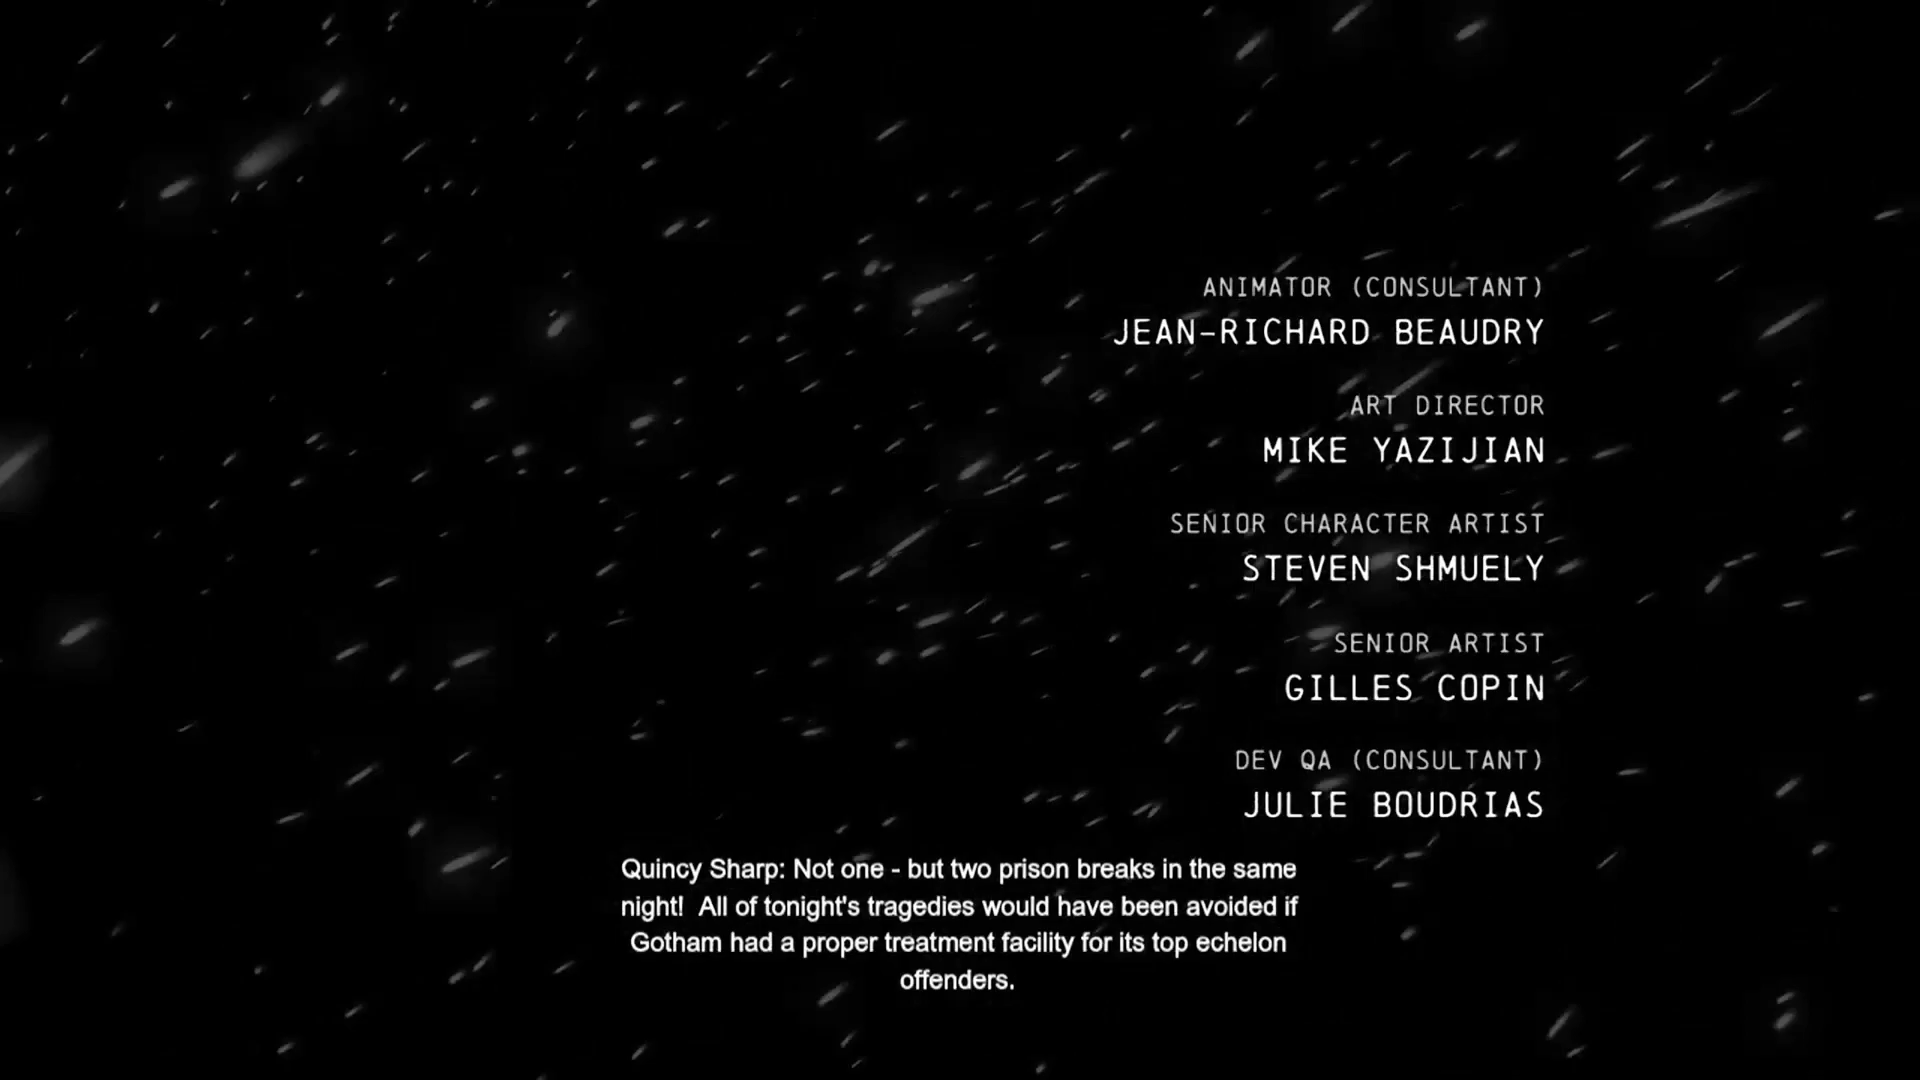 ANIMATOR (CONSULTANT)
JEAN-RICHARD BEAUDRY
ART DIRECTOR
MIKE YAZIJIAN
SENIOR CHARACTER ARTIST
STEVEN SHMUELY
SENIOR ARTIST
GILLES COPIN
DEV QA (CONSULTANT)
JULIE BOUDRIAS
Quincy Sharp: Not one - but two prison breaks in the same
night!  All of tonight's tragedies would have been avoided if
Gotham had a proper treatment facility for its top echelon
offenders.